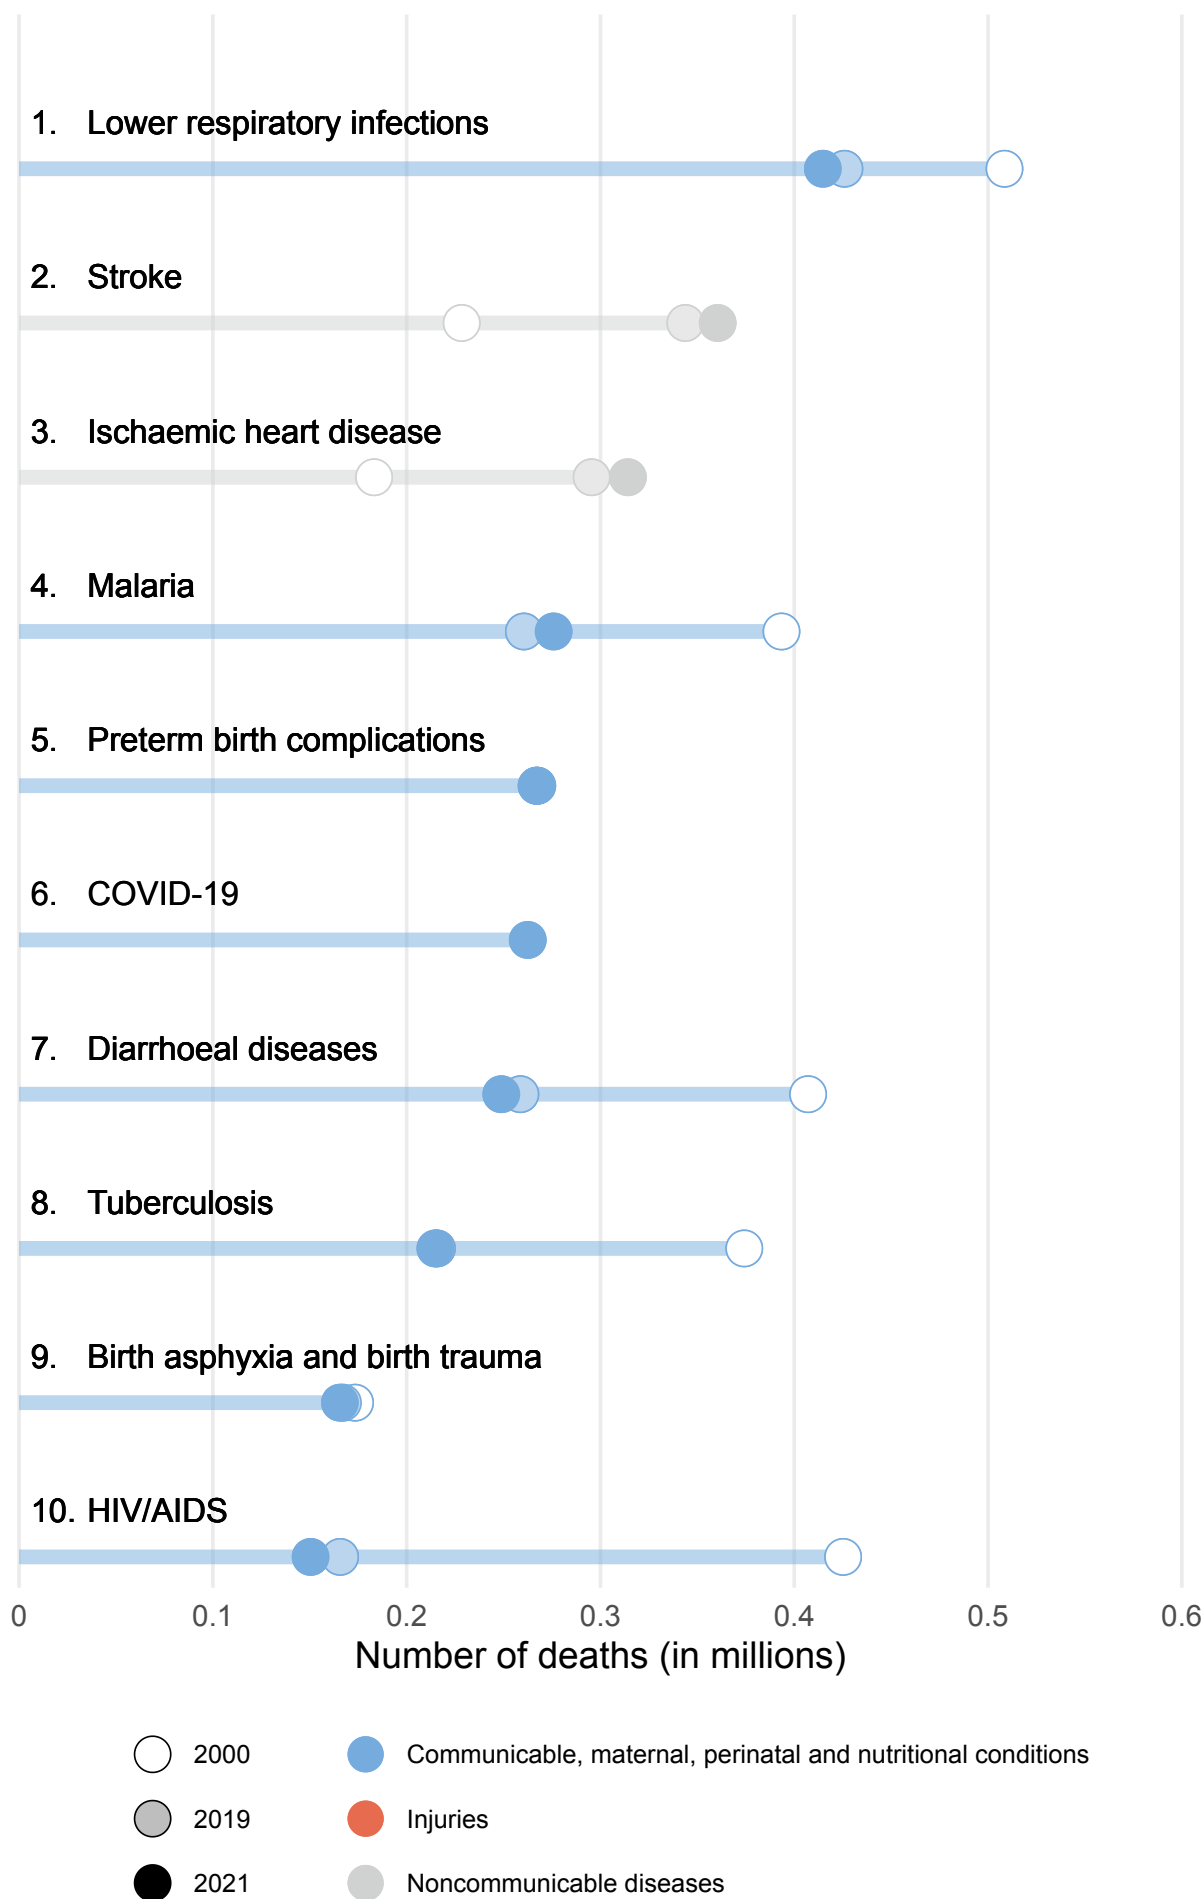 1. Lower respiratory infections
2. Stroke
3. Ischaemic heart disease
4. Malaria
5. Preterm birth complications
6. COVID-19
7. Diarrhoeal diseases
8. Tuberculosis
9. Birth asphyxia and birth trauma
10. HIV/AIDS
0 0.1 0.2 0.3 0.4 0.5 0.6
Number of deaths (in millions)
2000 Communicable, maternal, perinatal and nutritional conditions
2019 Injuries
2021 Noncommunicable diseases